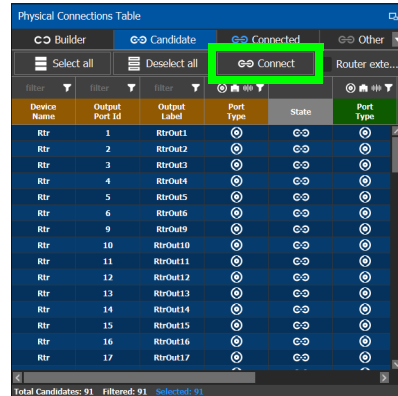 Physical Connections Table
Builder Candidate Connected Other
Select all Deselect all Connect Router exte...
filter filter filter
Device Name Output Port Id Output Label Port Type State Port Type
Rtr 1 RtrOut1
Rtr 2 RtrOut2
Rtr 3 RtrOut3
Rtr 4 RtrOut4
Rtr 5 RtrOut5
Rtr 6 RtrOut6
Rtr 9 RtrOut9
Rtr 10 RtrOut10
Rtr 11 RtrOut11
Rtr 12 RtrOut12
Rtr 13 RtrOut13
Rtr 14 RtrOut14
Rtr 15 RtrOut15
Rtr 16 RtrOut16
Rtr 17 RtrOut17
Total Candidates: 91 Filtered: 91 Selected: 91